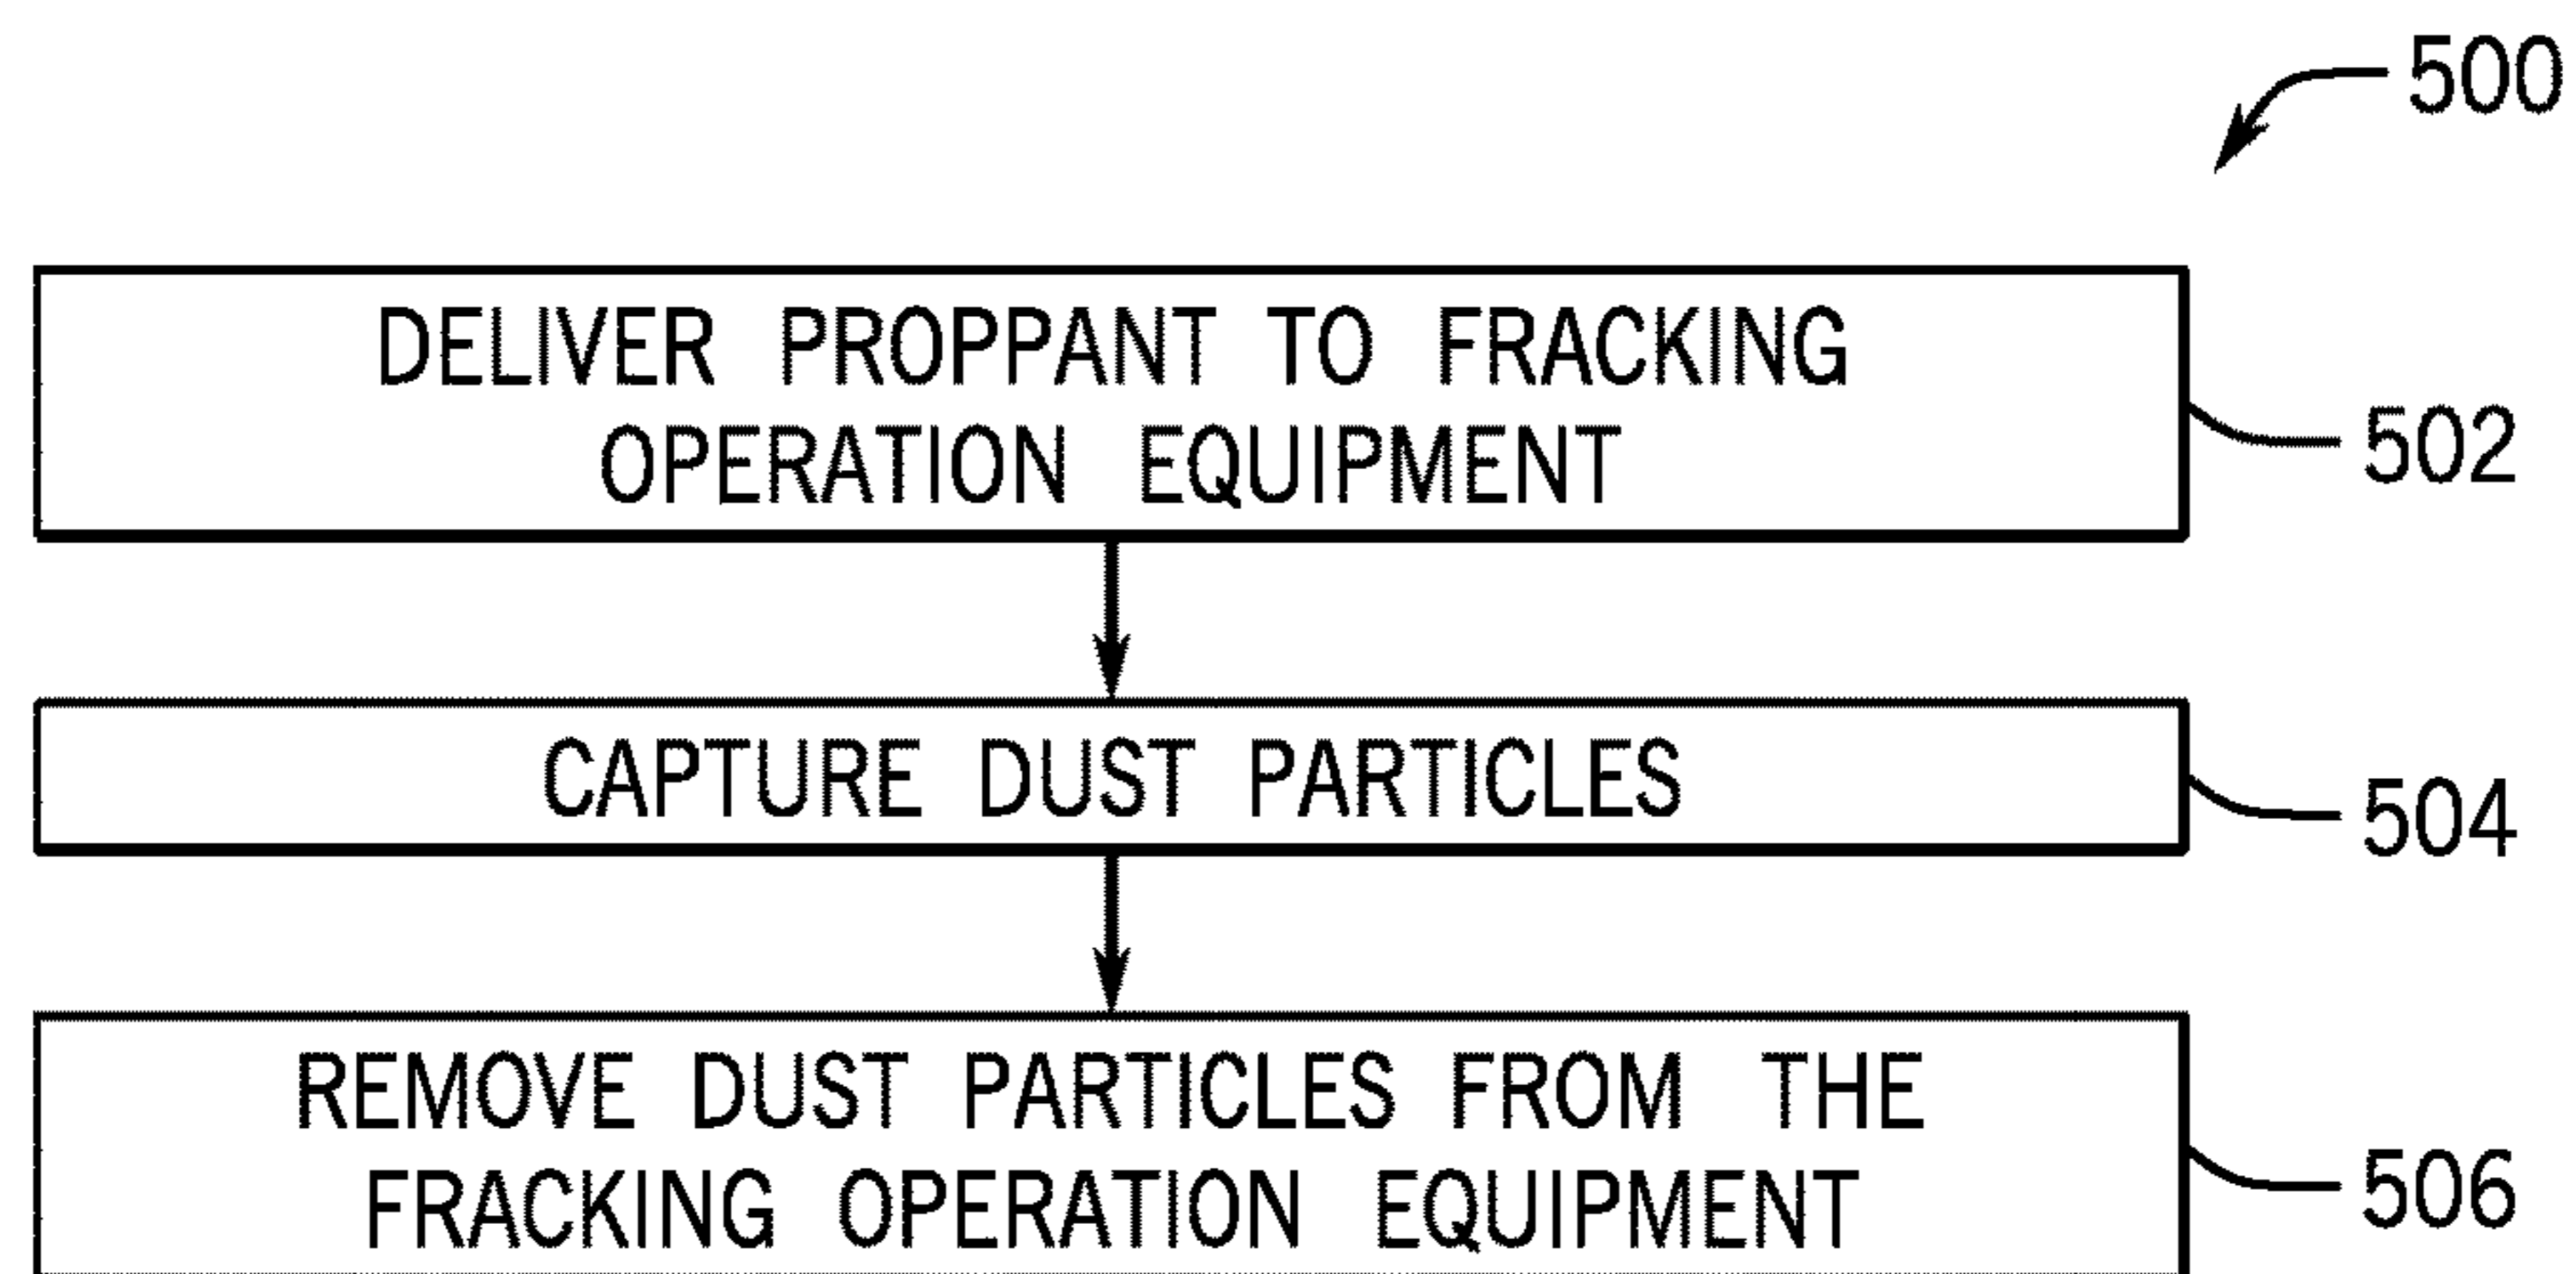 500
DELIVER PROPPANT TO FRACKING
OPERATION EQUIPMENT
502
CAPTURE DUST PARTICLES
504
REMOVE DUST PARTICLES FROM THE
FRACKING OPERATION EQUIPMENT
506